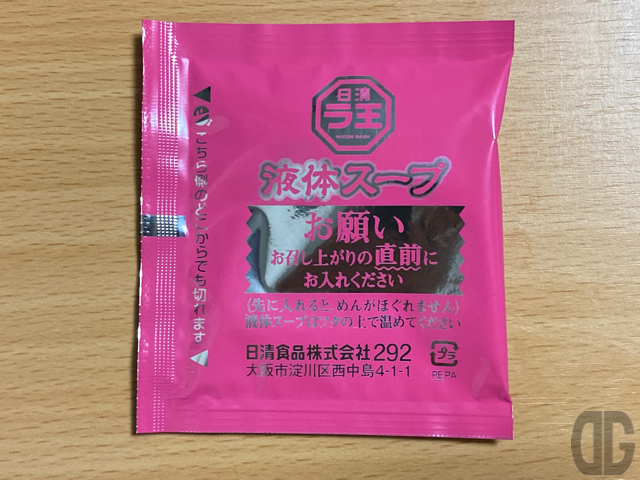 日清
ラ王
NISSIN RAOH
液体スープ
お願い
お召し上がりの直前に
お入れください
(先に入れると めんがほぐれません)
液体スープはフタの上で温めてください
日清食品株式会社292
大阪市淀川区西中島4-1-1
プラ
PE:PA
こちら側のどこからでも切れます
DG